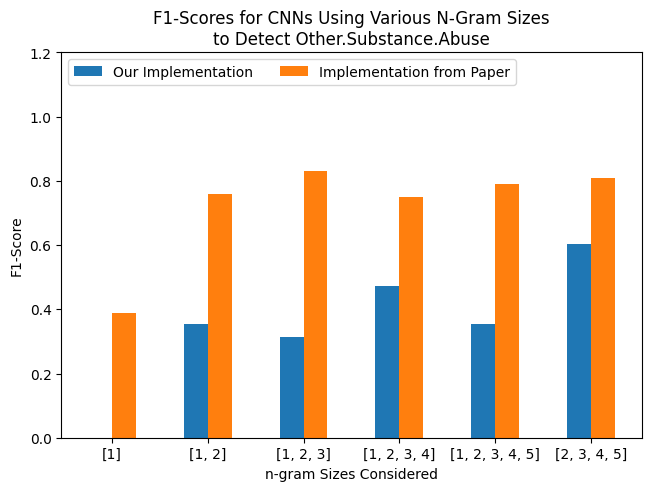 F1-Scores for CNNs Using Various N-Gram Sizes
to Detect Other.Substance.Abuse
Our Implementation
Implementation from Paper
1.2
1.0
0.8
0.6
0.4
0.2
0.0
F1-Score
[1]
[1, 2]
[1, 2, 3]
[1, 2, 3, 4]
[1, 2, 3, 4, 5]
[2, 3, 4, 5]
n-gram Sizes Considered